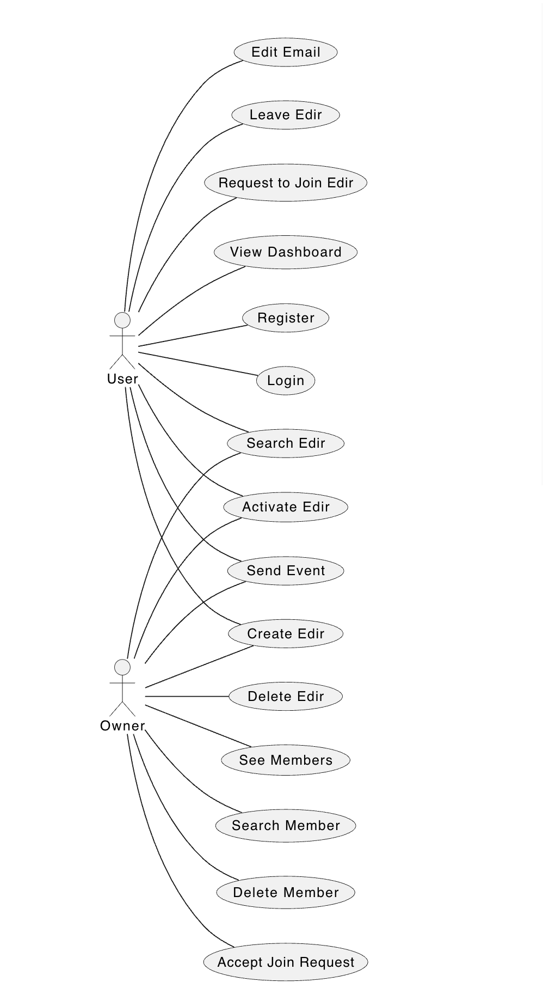 Edit Email
Leave Edir
Request to Join Edir
View Dashboard
Register
Login
User
Search Edir
Activate Edir
Send Event
Create Edir
Delete Edir
Owner
See Members
Search Member
Delete Member
Accept Join Request